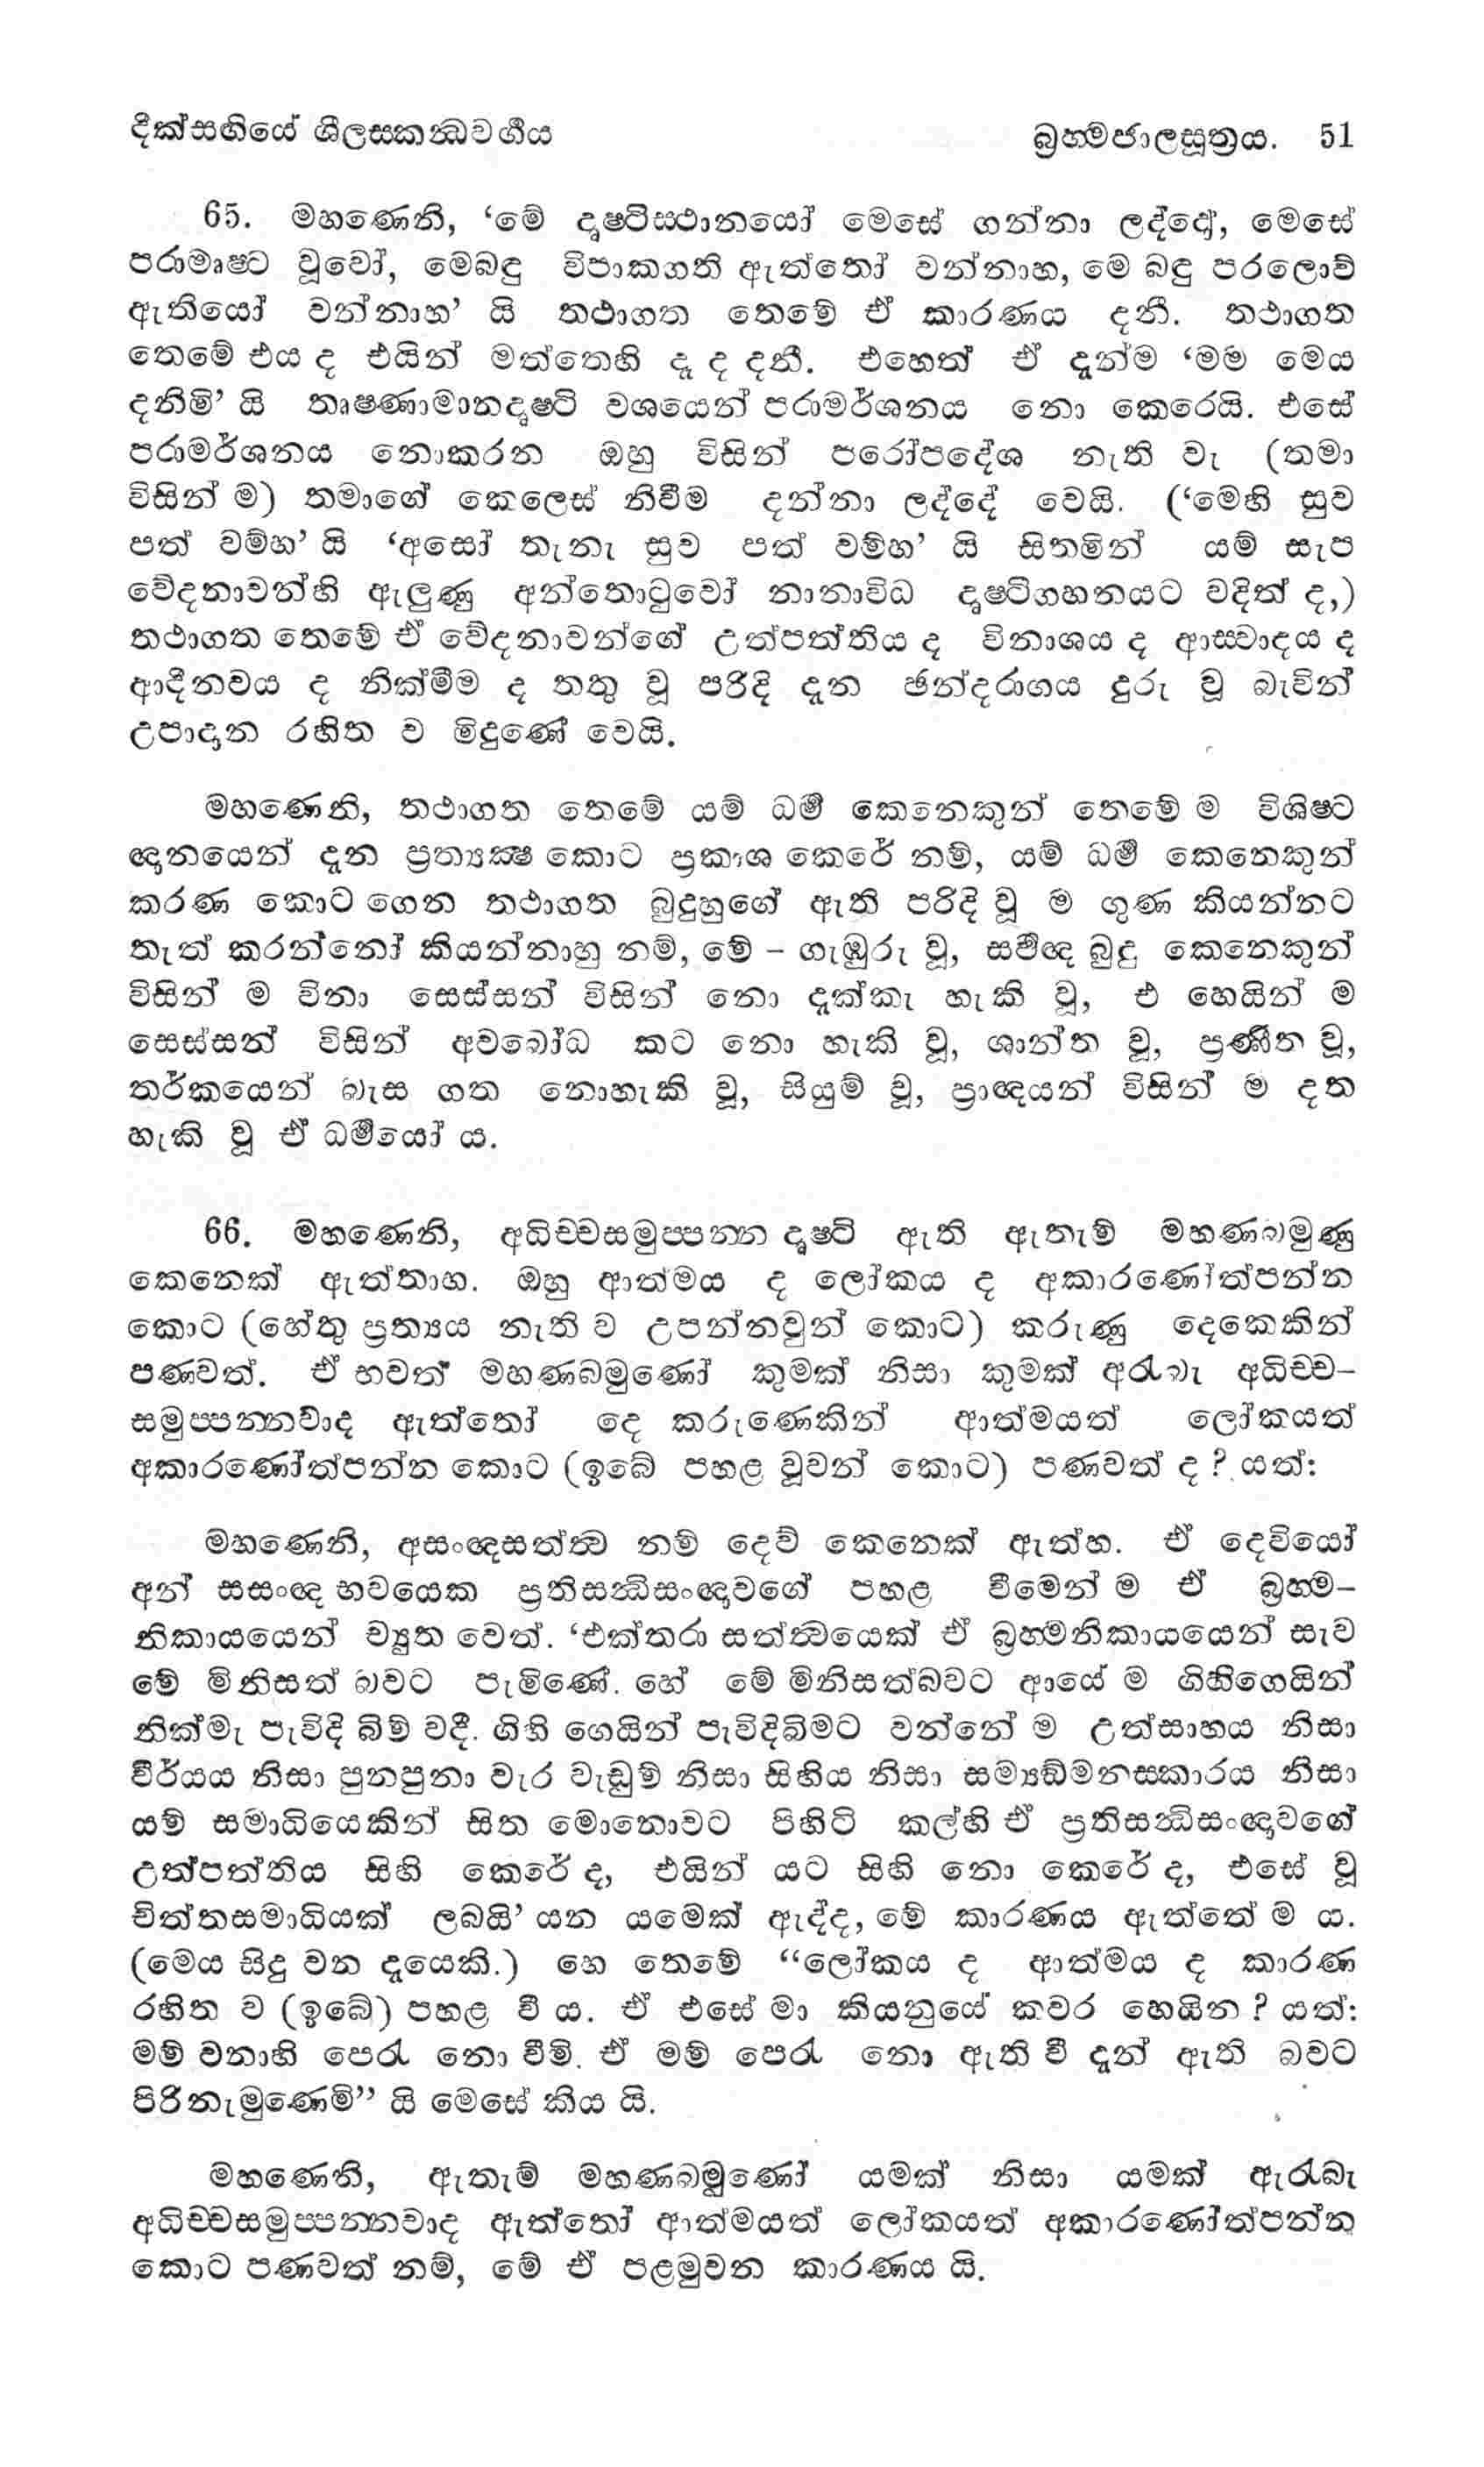 දික්සඟියේ ශීලස්කන්ධවර්‍ගය
බ්‍රහ්මජාලසූත්‍රය. 51
65. මහණෙනි, ‘මේ දෘෂ්ටිස්ථානයෝ මෙසේ ගන්නා ලද්දෝ, මෙසේ
පරාමෘෂ්ට වූවෝ, මෙබඳු විපාකගති ඇත්තෝ වන්නාහ, මෙ බඳු පරලොව්
ඇතියෝ වන්නාහ’ යි තථාගත තෙමේ ඒ කාරණය දනී. තථාගත
තෙමේ එය ද එයින් මත්තෙහි දෑ ද දනී. එහෙත් ඒ දැන්ම ‘මම මෙය
දනිමි’ යි තෘෂ්ණාමානදෘෂ්ටි වශයෙන් පරාමර්ශනය නො කෙරෙයි. එසේ
පරාමර්ශනය නොකරන ඔහු විසින් පරෝපදේශ නැති වැ (තමා
විසින් ම) තමාගේ කෙලෙස් නිවීම දන්නා ලද්දේ වෙයි. (‘මෙහි සුව
පත් වම්හ’ යි ‘අසෝ තැනැ සුව පත් වම්හ’ යි සිතමින් යම් සැප
වේදනාවන්හි ඇලුණු අන්තොටුවෝ නානාවිධ දෘෂ්ටිගහනයට වදිත් ද,)
තථාගත තෙමේ ඒ වේදනාවන්ගේ උත්පත්තිය ද විනාශය ද ආස්වාදය ද
ආදීනවය ද නික්මීම ද තතු වූ පරිදි දැන ඡන්දරාගය දුරු වූ බැවින්
උපාදාන රහිත ව මිදුණේ වෙයි.
මහණෙනි, තථාගත තෙමේ යම් ධර්‍ම කෙනෙකුන් තෙමේ ම විශිෂ්ට
ඥානයෙන් දැන ප්‍රත්‍යක්ෂ කොට ප්‍රකාශ කෙරේ නම්, යම් ධර්‍ම කෙනෙකුන්
කරණ කොට ගෙන තථාගත බුදුහුගේ ඇති පරිදි වූ ම ගුණ කියන්නට
තැත් කරන්නෝ කියන්නාහු නම්, මේ – ගැඹුරු වූ, සර්‍වඥ බුදු කෙනෙකුන්
විසින් ම විනා සෙස්සන් විසින් නො දැක්කැ හැකි වූ, එ හෙයින් ම
සෙස්සන් විසින් අවබෝධ කට නො හැකි වූ, ශාන්ත වූ, ප්‍රණීත වූ,
තර්කයෙන් බැස ගත නොහැකි වූ, සියුම් වූ, ප්‍රාඥයන් විසින් ම දත
හැකි වූ ඒ ධර්‍මයෝ ය.
66. මහණෙනි, අධිච්චසමුප්පන්න දෘෂ්ටි ඇති ඇතැම් මහණබමුණු
කෙනෙක් ඇත්තාහ. ඔහු ආත්මය ද ලෝකය ද අකාරණෝත්පන්න
කොට (හේතු ප්‍රත්‍යය නැති ව උපන්නවුන් කොට) කරුණු දෙකෙකින්
පණවත්. ඒ භවත් මහණබමුණෝ කුමක් නිසා කුමක් අරැබැ අධිච්ච–
සමුප්පන්නවාද ඇත්තෝ දෙ කරුණෙකින් ආත්මයත් ලෝකයත්
අකාරණෝත්පන්න කොට (ඉබේ පහළ වූවන් කොට) පණවත් ද? යත්:
මහණෙනි, අසංඥසත්ත්ව නම් දෙව් කෙනෙක් ඇත්හ. ඒ දෙවියෝ
අන් සසංඥ භවයෙක ප්‍රතිසන්ධිසංඥාවගේ පහළ වීමෙන් ම ඒ බ්‍රහ්ම–
නිකායයෙන් ච්‍යුත වෙත්. ‘එක්තරා සත්ත්වයෙක් ඒ බ්‍රහ්මනිකායයෙන් සැව
මේ මිනිසත් බවට පැමිණේ. හේ මේ මිනිසත්බවට ආයේ ම ගිහිගෙයින්
නික්මැ පැවිදි බිම් වදී. ගිහි ගෙයින් පැවිදිබිමට වන්නේ ම උත්සාහය නිසා
වීර්යය නිසා පුනපුනා වැර වැඩුම් නිසා සිහිය නිසා සම්‍යඞ්මනස්කාරය නිසා
යම් සමාධියෙකින් සිත මොනොවට පිහිටි කල්හි ඒ ප්‍රතිසන්ධිසංඥාවගේ
උත්පත්තිය සිහි කෙරේ ද, එයින් යට සිහි නො කෙරේ ද, එසේ වූ
චිත්තසමාධියක් ලබයි’ යන යමෙක් ඇද්ද, මේ කාරණය ඇත්තේ ම ය.
(මෙය සිදු වන දෑයෙකි.) හෙ තෙමේ “ලෝකය ද ආත්මය ද කාරණ
රහිත ව (ඉබේ) පහළ වී ය. ඒ එසේ මා කියනුයේ කවර හෙයින? යත්:
මම් වනාහි පෙරැ නො වීමි. ඒ මම් පෙරැ නො ඇති වී දැන් ඇති බවට
පිරිනැමුණෙමි” යි මෙසේ කිය යි.
මහණෙනි, ඇතැම් මහණබමුණෝ යමක් නිසා යමක් ඇරැබැ
අධිච්චසමුප්පන්නවාද ඇත්තෝ ආත්මයත් ලෝකයත් අකාරණෝත්පන්න
කොට පණවත් නම්, මේ ඒ පළමුවන කාරණය යි.